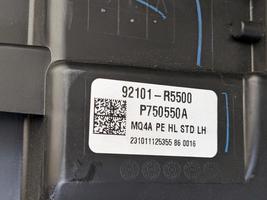 92101-R5500
P750550A
MQ4A PE HL STD LH
231011125355 86 0016